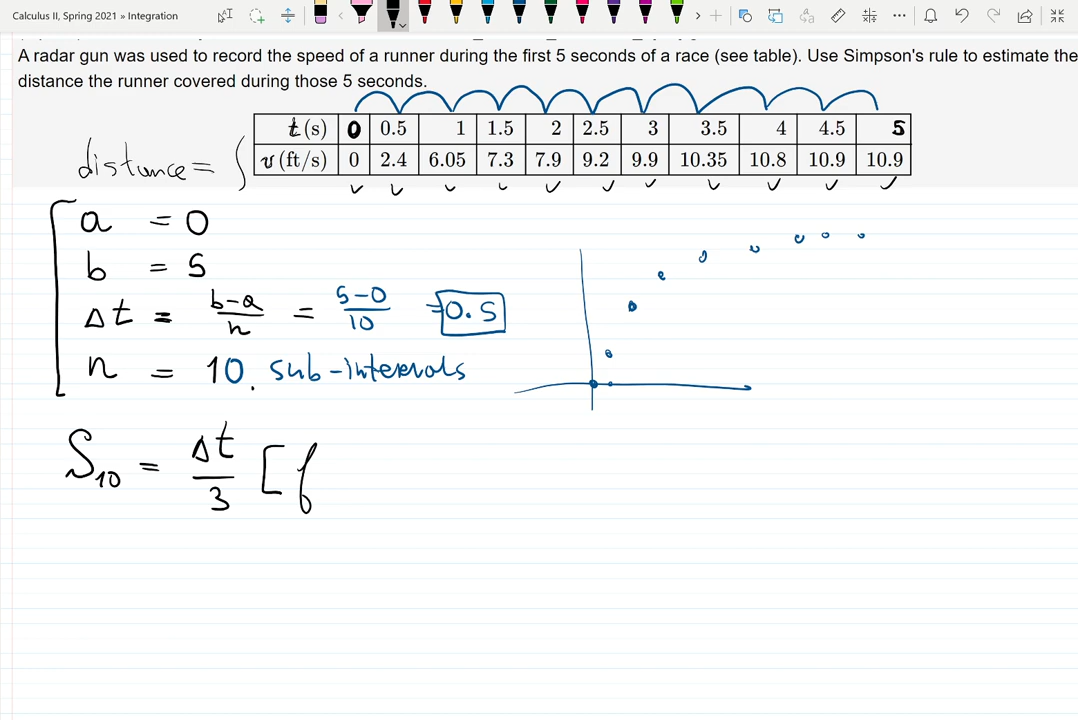 Calculus II, Spring 2021 » Integration
A radar gun was used to record the speed of a runner during the first 5 seconds of a race (see table). Use Simpson's rule to estimate the
distance the runner covered during those 5 seconds.
t(s) 0 0.5 1 1.5 2 2.5 3 3.5 4 4.5 5
distance = ∫ v(ft/s) 0 2.4 6.05 7.3 7.9 9.2 9.9 10.35 10.8 10.9 10.9
a = 0
b = 5
Δt = b-a/n = 5-0/10 = 0.5
n = 10. sub-intervals
S10 = Δt/3 [f